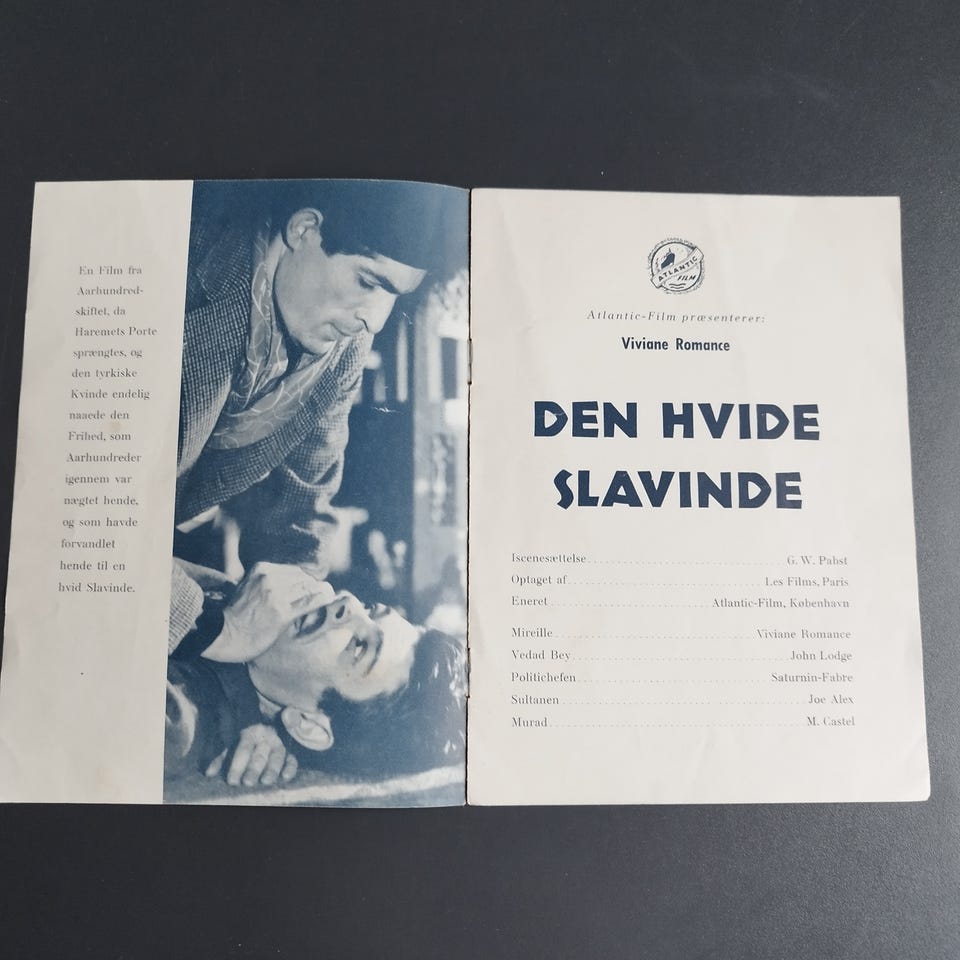 En Film fra
Aarhundred-
skiftet, da
Haremets Porte
sprængtes, og
den tyrkiske
Kvinde endelig
naaede den
Frihed, som
Aarhundreder
igennem var
nægtet hende,
og som havde
forvandlet
hende til en
hvid Slavinde.
ATLANTIC
FILM
Atlantic-Film præsenterer:
Viviane Romance
DEN HVIDE
SLAVINDE
Iscenesættelse G. W. Pabst
Optaget af Les Films, Paris
Eneret Atlantic-Film, København
Mireille Viviane Romance
Vedad Bey John Lodge
Politichefen Saturnin-Fabre
Sultanen Joe Alex
Murad M. Castel